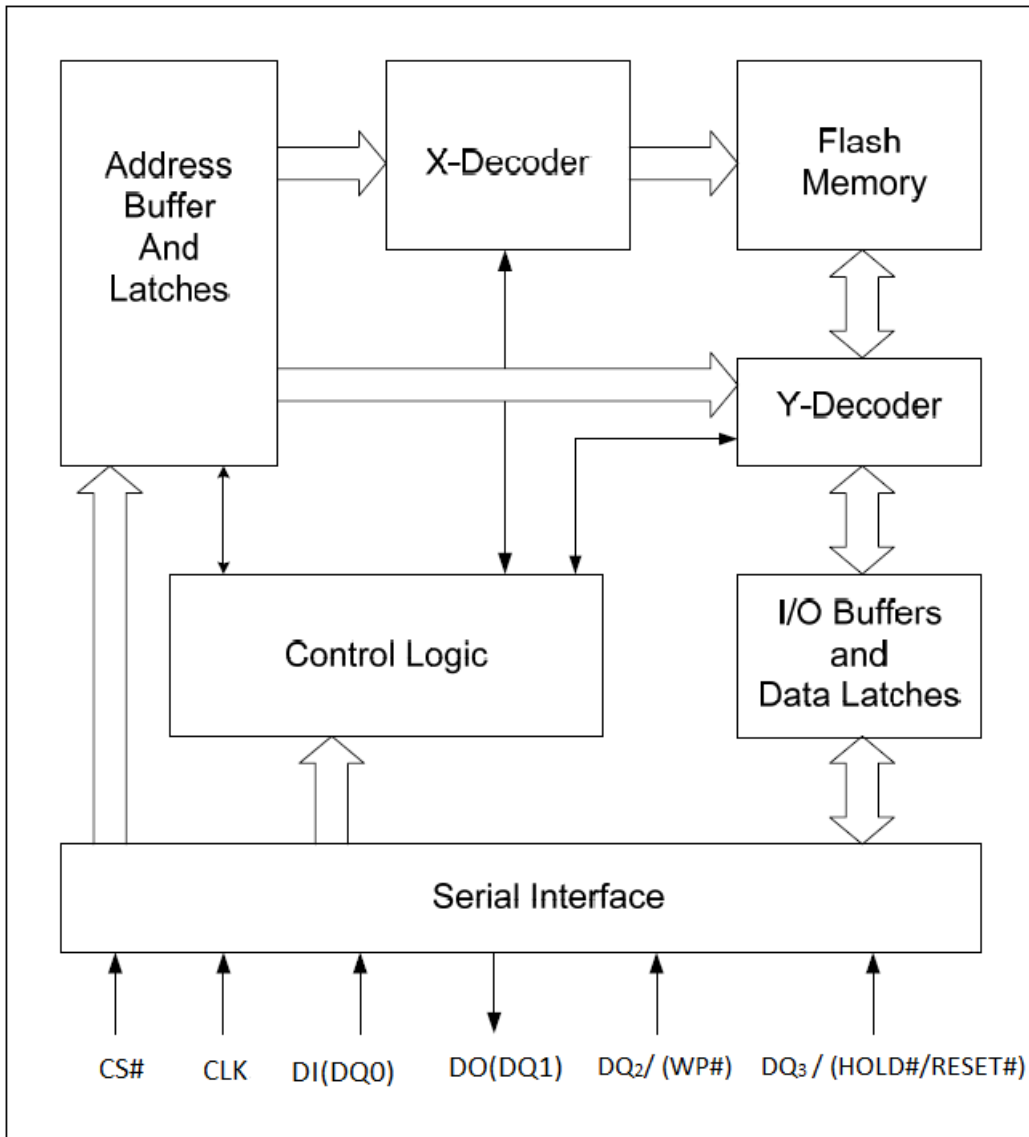 Address
Buffer
And
Latches
X-Decoder
Flash
Memory
Y-Decoder
Control Logic
I/O Buffers
and
Data Latches
Serial Interface
CS#
CLK
DI(DQ0)
DO(DQ1)
DQ2/ (WP#)
DQ3 / (HOLD#/RESET#)